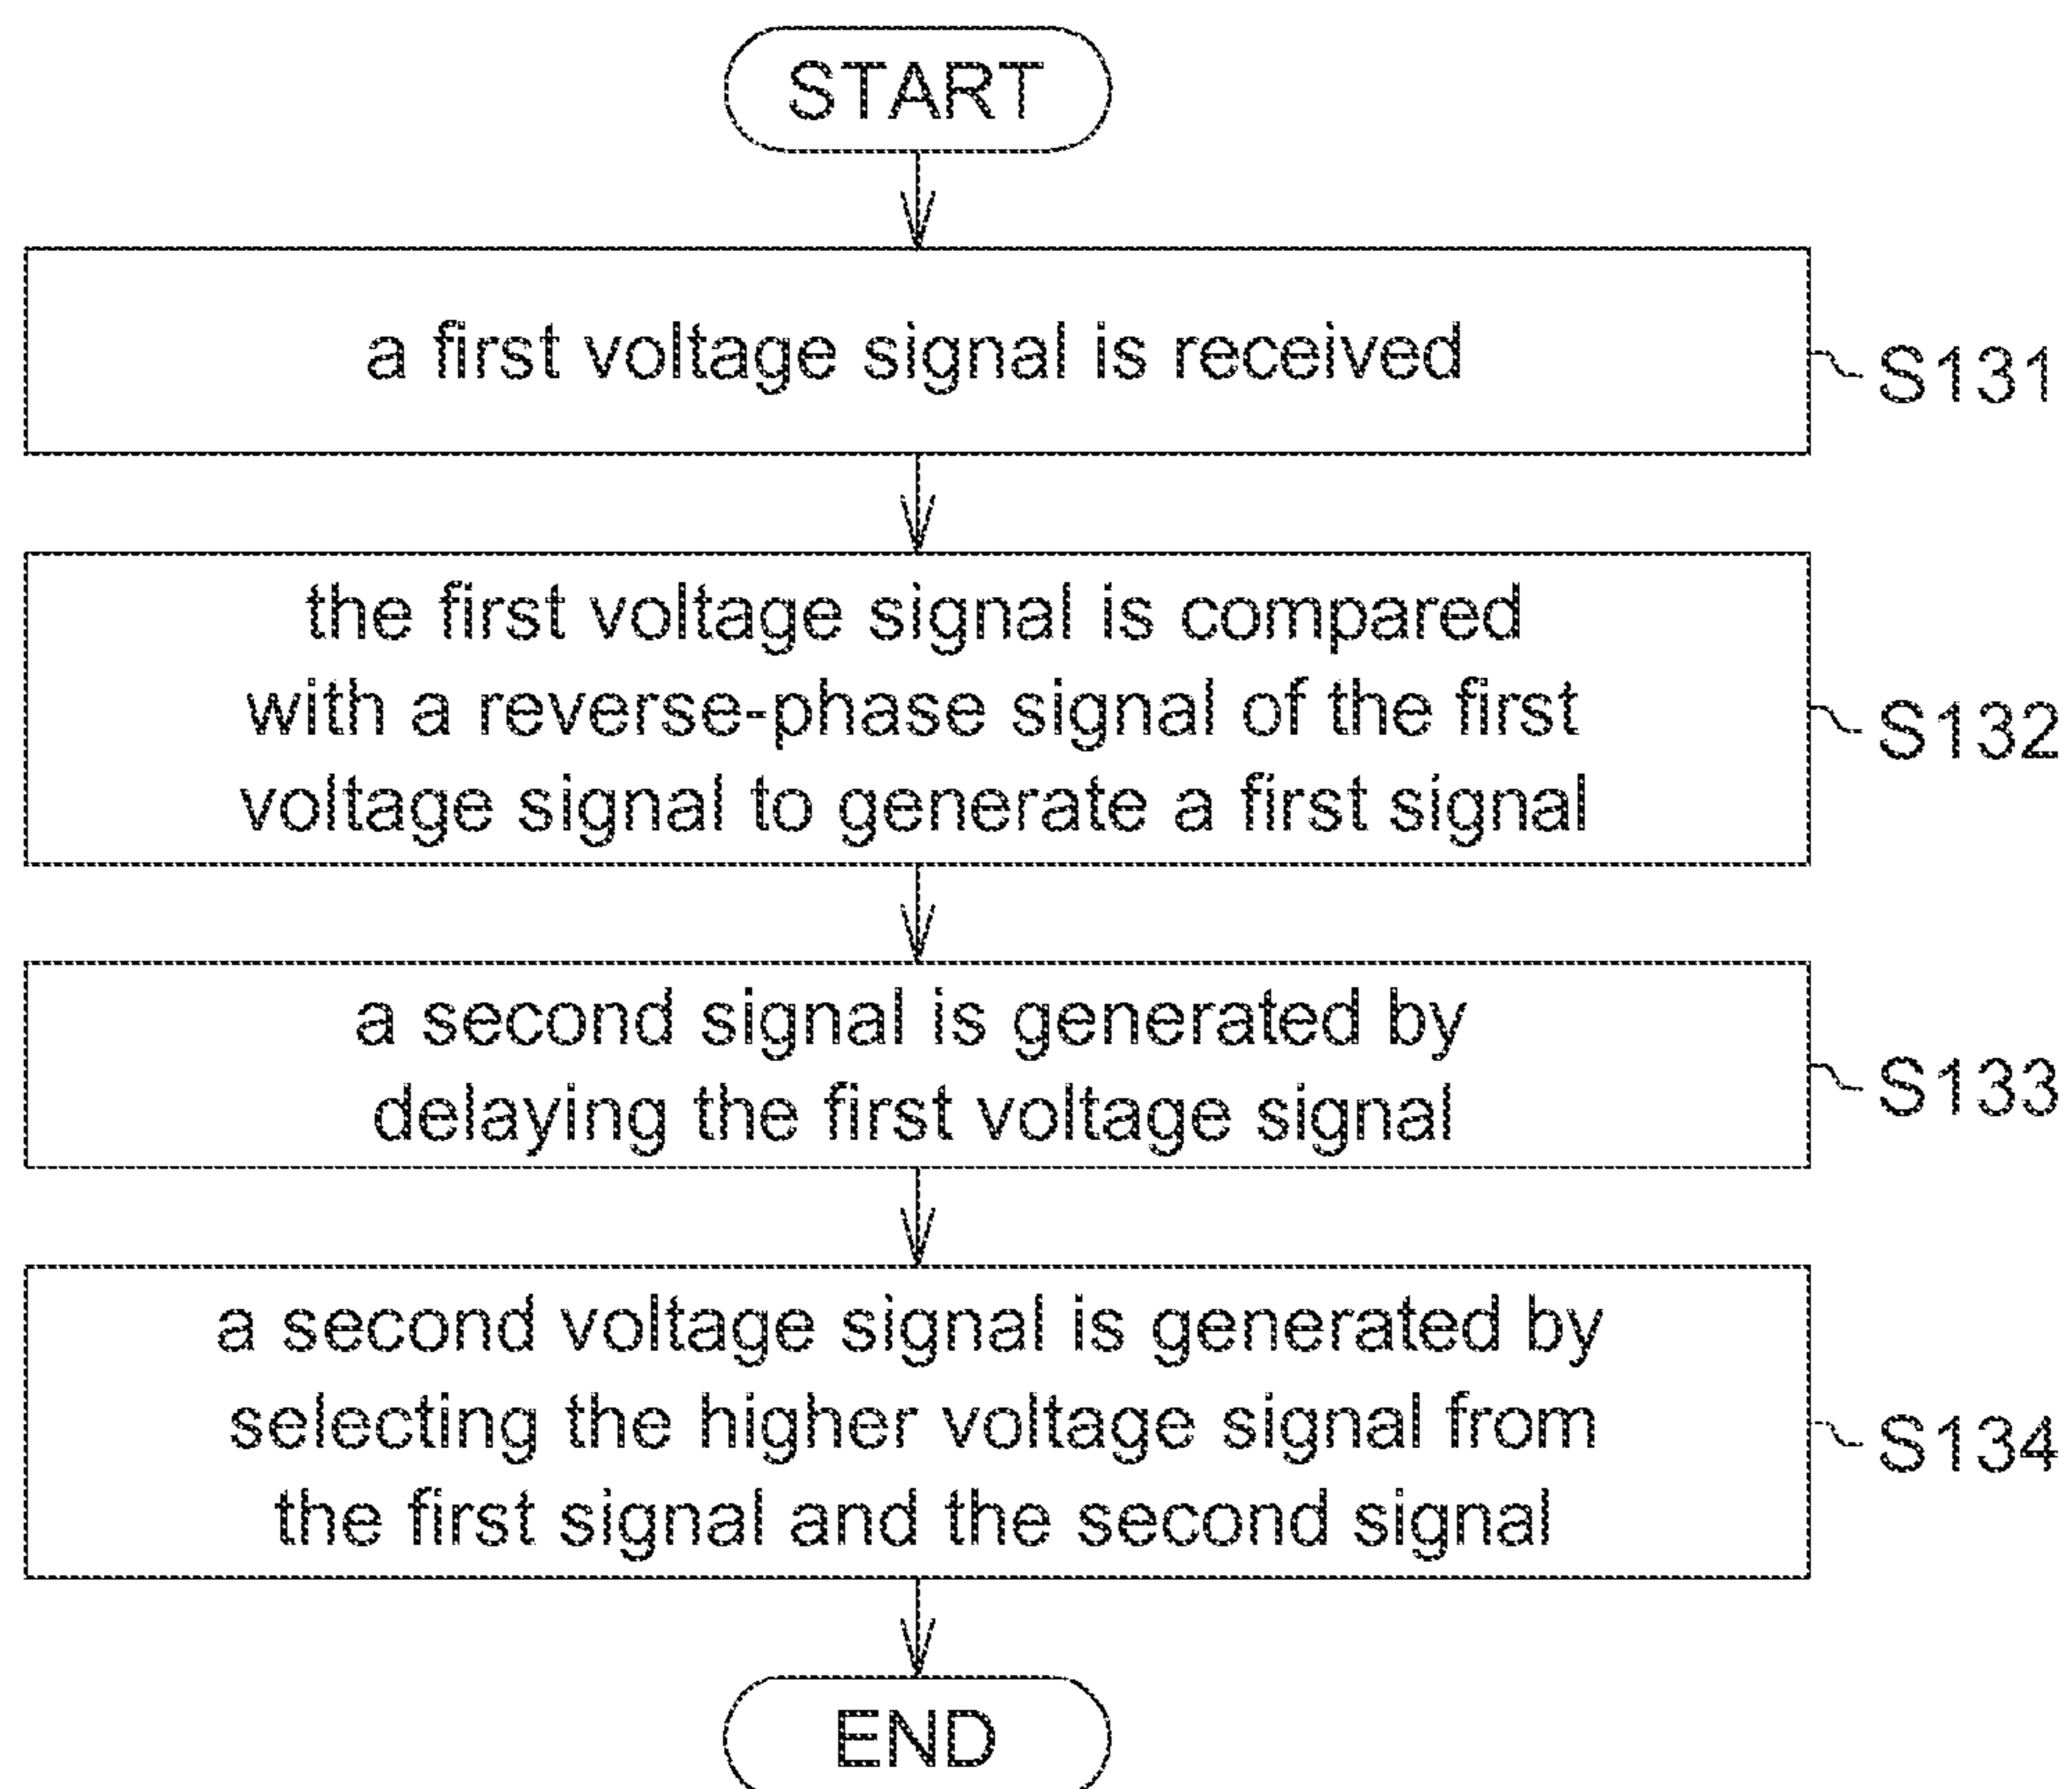 START
a first voltage signal is received
S131
the first voltage signal is compared
with a reverse-phase signal of the first
voltage signal to generate a first signal
S132
a second signal is generated by
delaying the first voltage signal
S133
a second voltage signal is generated by
selecting the higher voltage signal from
the first signal and the second signal
S134
END